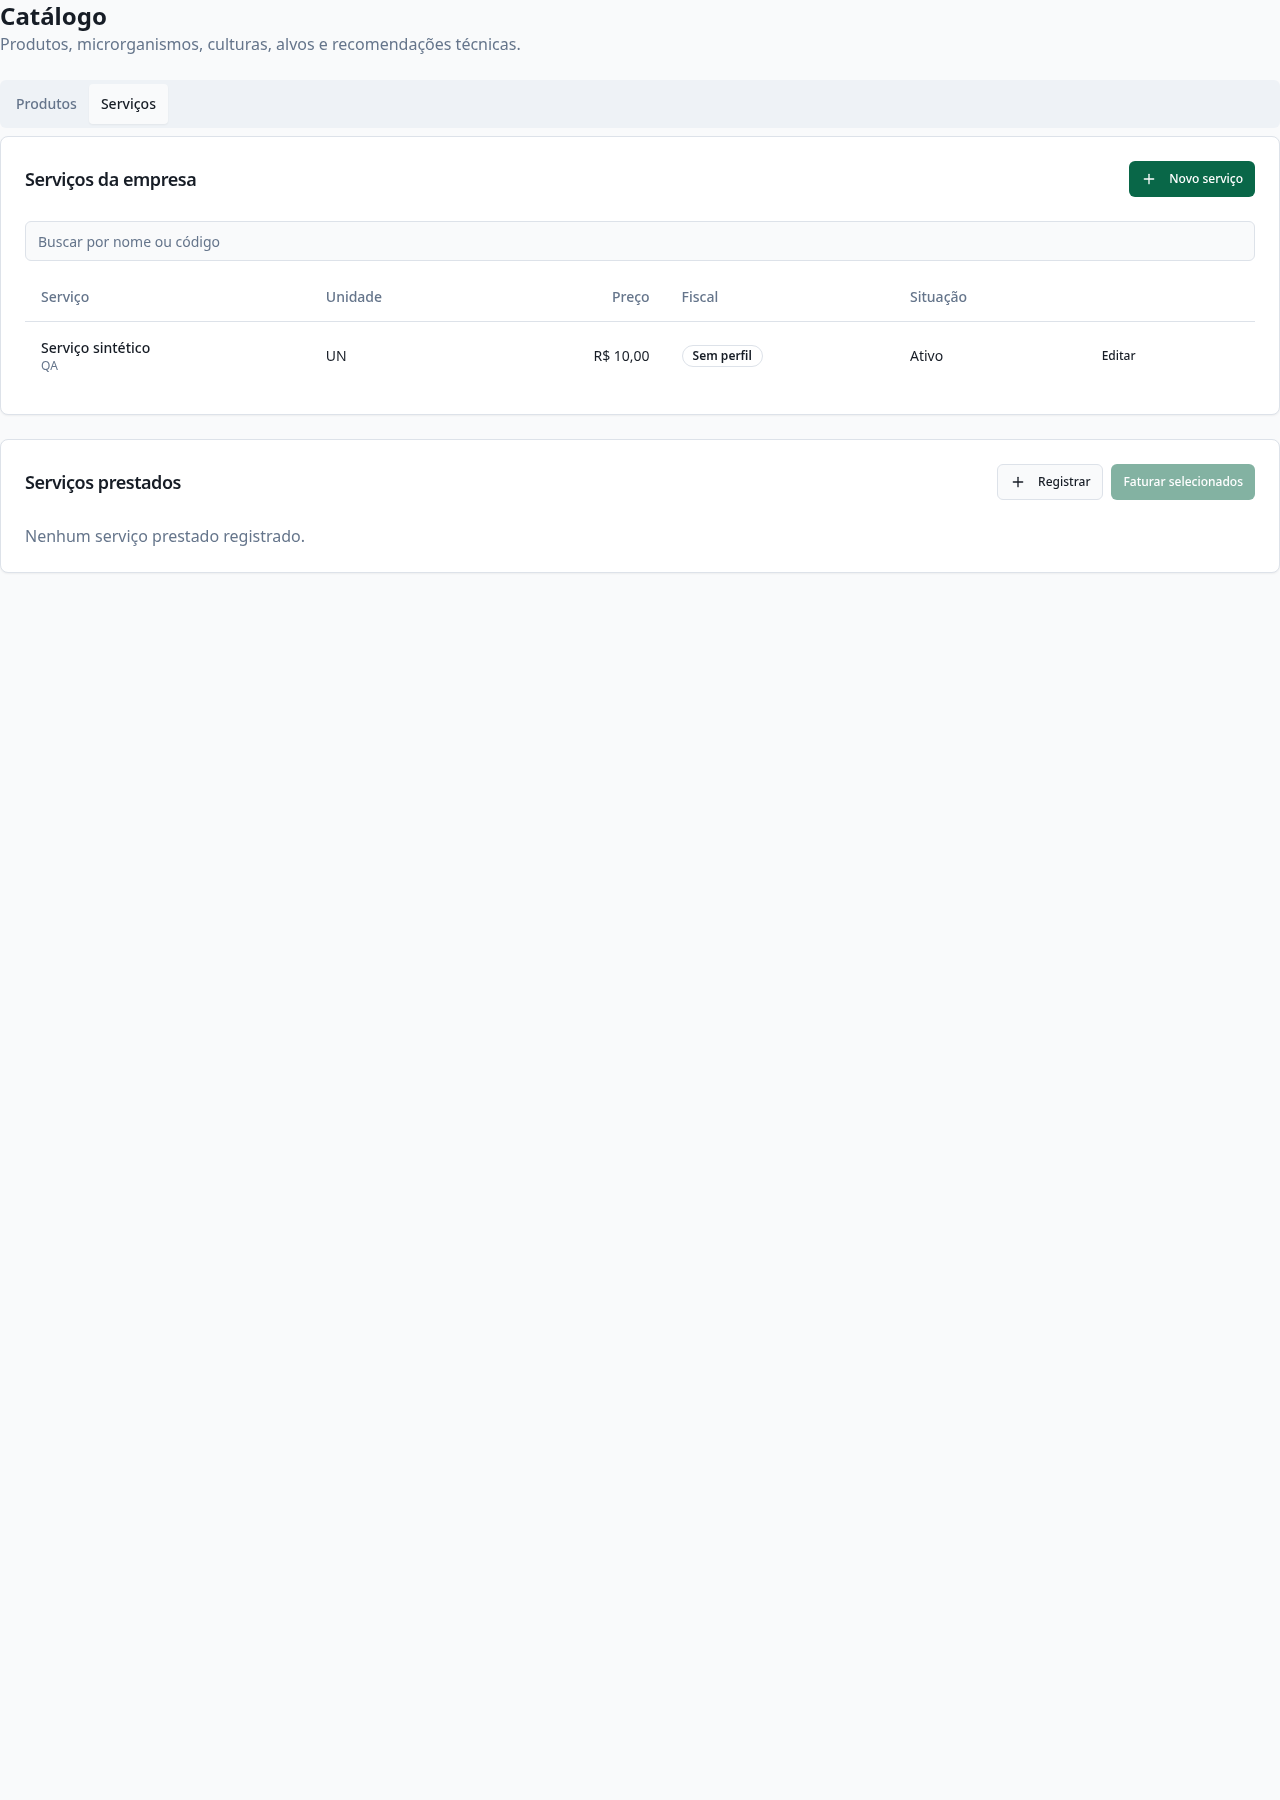 Catálogo
Produtos, microrganismos, culturas, alvos e recomendações técnicas.
Produtos Serviços
Serviços da empresa
Novo serviço
Buscar por nome ou código
Serviço Unidade Preço Fiscal Situação
Serviço sintético
QA
UN R$ 10,00 Sem perfil Ativo Editar
Serviços prestados
Registrar Faturar selecionados
Nenhum serviço prestado registrado.